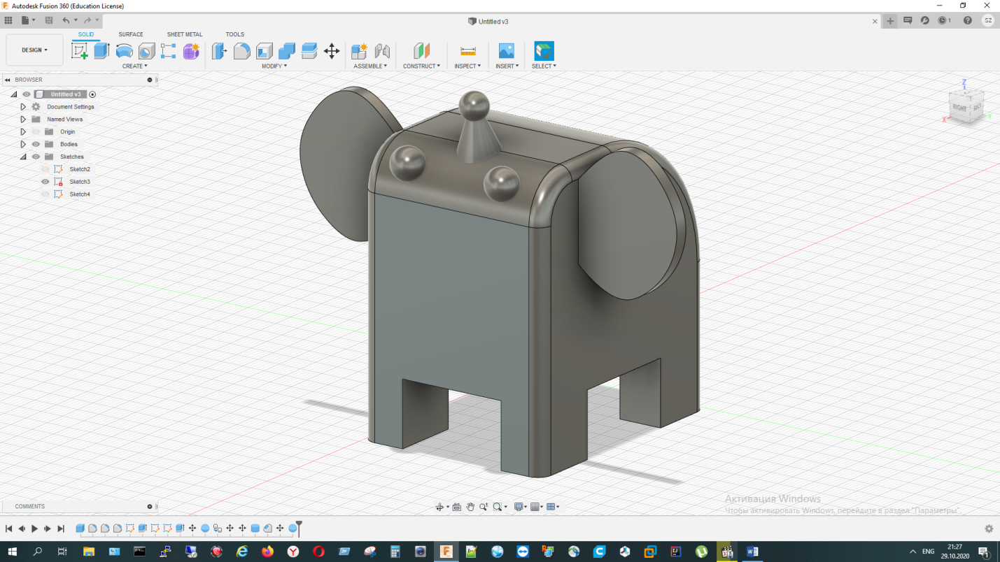 Autodesk Fusion 360 (Education License)
Untitled v3
1
SZ
DESIGN
SOLID
SURFACE
SHEET METAL
TOOLS
CREATE
MODIFY
ASSEMBLE
CONSTRUCT
INSPECT
INSERT
SELECT
BROWSER
Untitled v3
Document Settings
Named Views
Origin
Bodies
Sketches
Sketch2
Sketch3
Sketch4
Z
RIGHT
X
Y
COMMENTS
Активация Windows
Чтобы активировать Windows, перейдите в раздел "Параметры".
ENG
21:27
29.10.2020
1